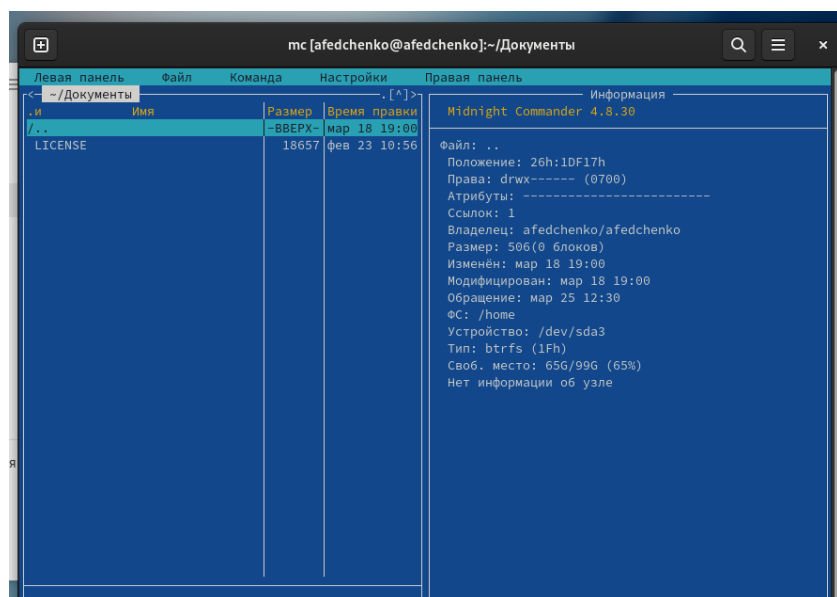 mc [afedchenko@afedchenko]:~/Документы
Левая панель Файл Команда Настройки Правая панель
<- ~/Документы .[^]>
.и Имя Размер Время правки
/.. -ВВЕРХ- мар 18 19:00
LICENSE 18657 фев 23 10:56
Информация
Midnight Commander 4.8.30
Файл: ..
Положение: 26h:1DF17h
Права: drwx------ (0700)
Атрибуты: -------------------------
Ссылок: 1
Владелец: afedchenko/afedchenko
Размер: 506(0 блоков)
Изменён: мар 18 19:00
Модифицирован: мар 18 19:00
Обращение: мар 25 12:30
ФС: /home
Устройство: /dev/sda3
Тип: btrfs (1Fh)
Своб. место: 65G/99G (65%)
Нет информации об узле
я